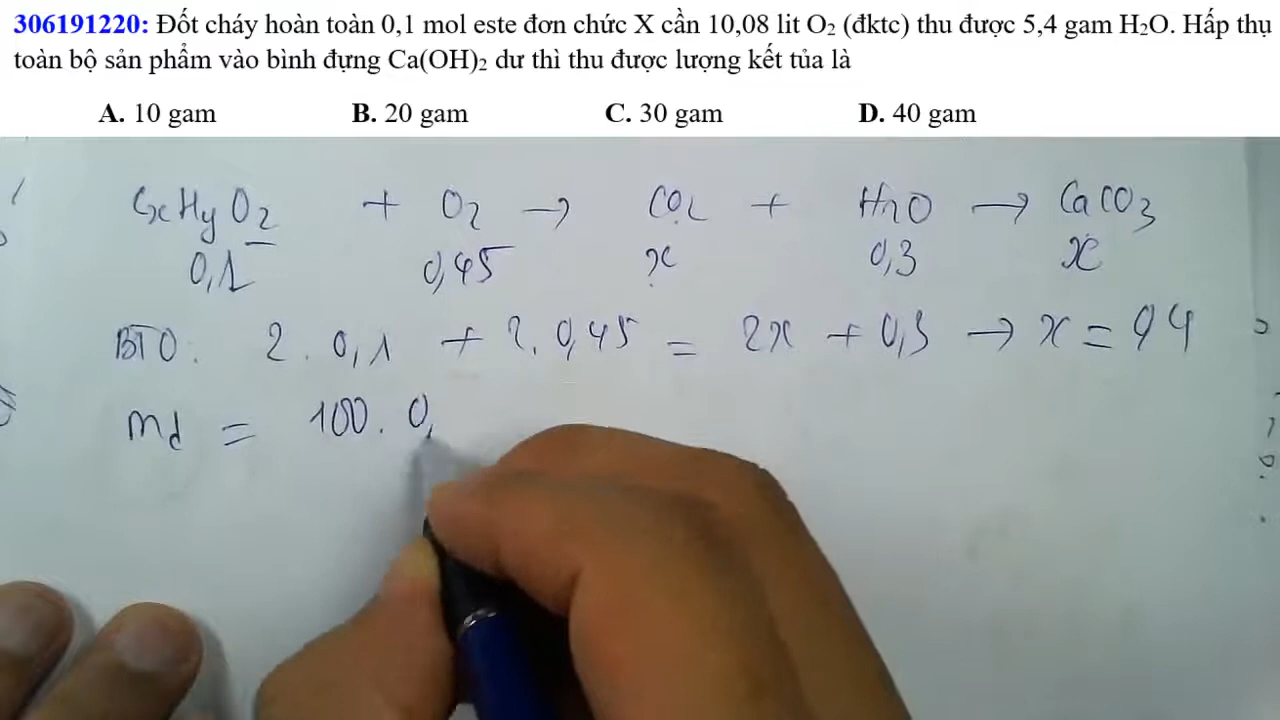 306191220: Đốt cháy hoàn toàn 0,1 mol este đơn chức X cần 10,08 lit O₂ (đktc) thu được 5,4 gam H₂O. Hấp thụ
toàn bộ sản phẩm vào bình đựng Ca(OH)₂ dư thì thu được lượng kết tủa là
A. 10 gam B. 20 gam C. 30 gam D. 40 gam
CxHyO₂ + O₂ → CO₂ + H₂O → CaCO₃
0,1 0,45 x 0,3 x
BTO: 2.0,1 + 2.0,45 = 2x + 0,3 → x = 0,4
m↓ = 100.0,